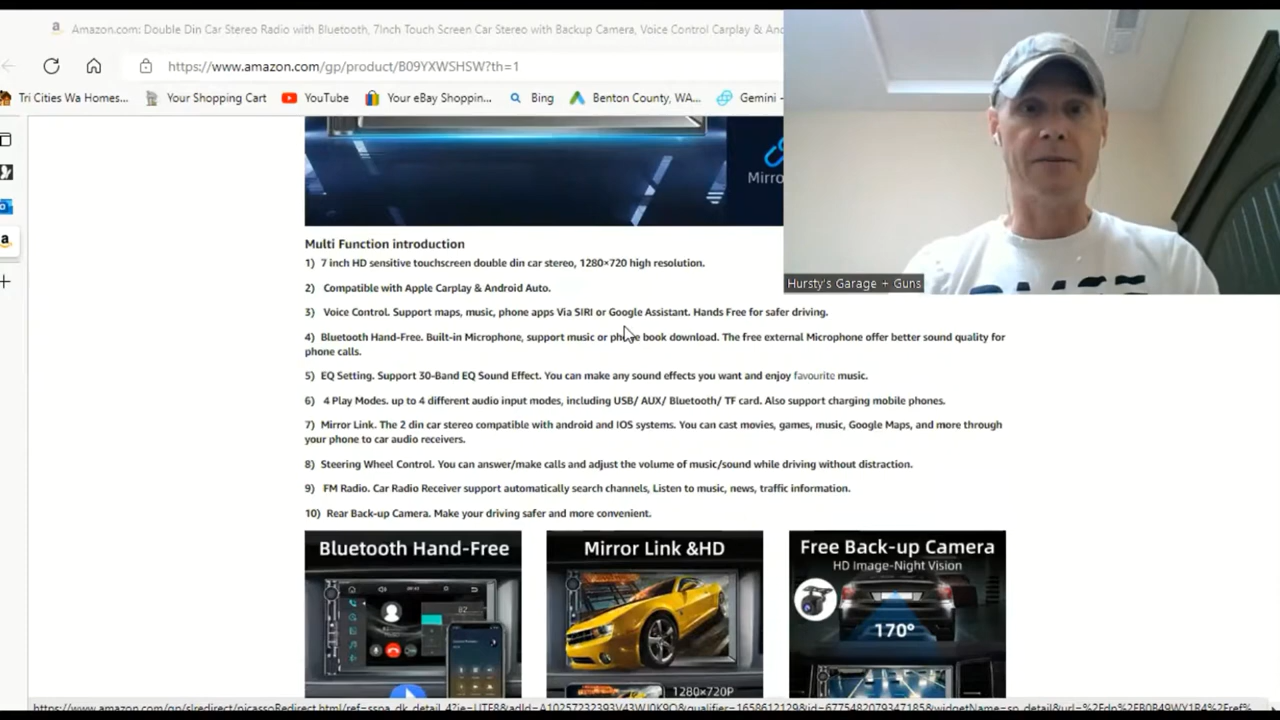 Amazon.com: Double Din Car Stereo Radio with Bluetooth, 7Inch Touch Screen Car Stereo with Backup Camera, Voice Control Carplay & And
https://www.amazon.com/gp/product/B09YXWSHSW?th=1
Tri Cities Wa Homes... Your Shopping Cart YouTube Your eBay Shoppin... Bing Benton County, WA... Gemini -
Mirro
Hursty's Garage + Guns
Multi Function introduction
1) 7 inch HD sensitive touchscreen double din car stereo, 1280×720 high resolution.
2) Compatible with Apple Carplay & Android Auto.
3) Voice Control. Support maps, music, phone apps Via SIRI or Google Assistant. Hands Free for safer driving.
4) Bluetooth Hand-Free. Built-in Microphone, support music or phone book download. The free external Microphone offer better sound quality for
phone calls.
5) EQ Setting. Support 30-Band EQ Sound Effect. You can make any sound effects you want and enjoy favourite music.
6) 4 Play Modes. up to 4 different audio input modes, including USB/ AUX/ Bluetooth/ TF card. Also support charging mobile phones.
7) Mirror Link. The 2 din car stereo compatible with android and IOS systems. You can cast movies, games, music, Google Maps, and more through
your phone to car audio receivers.
8) Steering Wheel Control. You can answer/make calls and adjust the volume of music/sound while driving without distraction.
9) FM Radio. Car Radio Receiver support automatically search channels, Listen to music, news, traffic information.
10) Rear Back-up Camera. Make your driving safer and more convenient.
Bluetooth Hand-Free
Mirror Link &HD
1280×720P
Free Back-up Camera
HD Image-Night Vision
170°